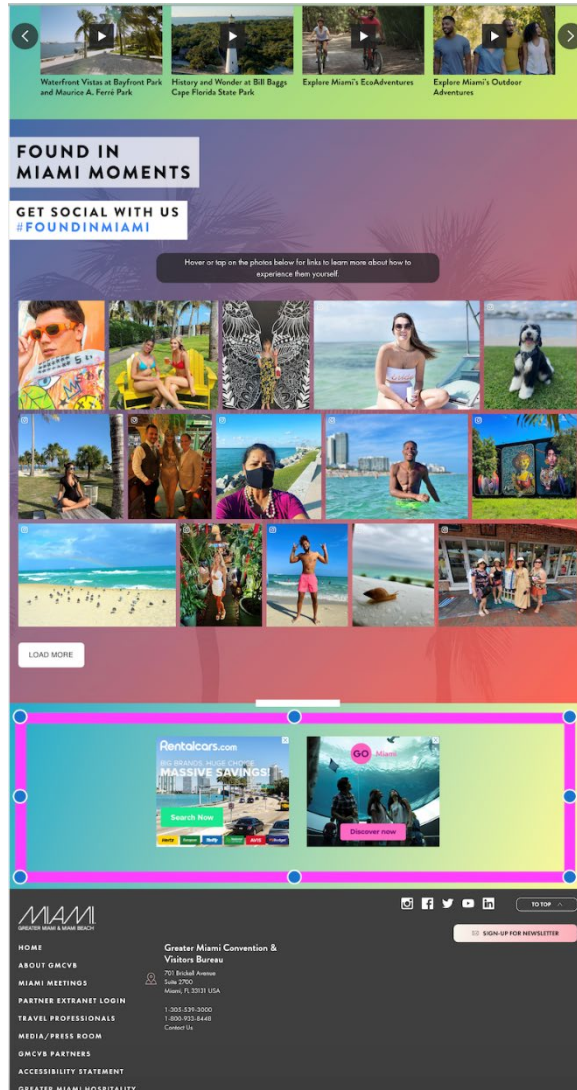 Waterfront Vistas at Bayfront Park
and Maurice A. Ferré Park
History and Wonder at Bill Baggs
Cape Florida State Park
Explore Miami's EcoAdventures
Explore Miami's Outdoor
Adventures
FOUND IN
MIAMI MOMENTS
GET SOCIAL WITH US
#FOUNDINMIAMI
Hover or tap on the photos below for links to learn more about how to
experience them yourself.
LOAD MORE
Rentalcars.com
BIG BRANDS, HUGE CHOICE
MASSIVE SAVINGS!
Search Now
GO Miami
Discover now
MIAMI
GREATER MIAMI & MIAMI BEACH
TO TOP
SIGN-UP FOR NEWSLETTER
HOME
ABOUT GMCVB
MIAMI MEETINGS
PARTNER EXTRANET LOGIN
TRAVEL PROFESSIONALS
MEDIA/PRESS ROOM
GMCVB PARTNERS
ACCESSIBILITY STATEMENT
GREATER MIAMI HOSPITALITY
Greater Miami Convention &
Visitors Bureau
701 Brickell Avenue
Suite 2700
Miami, FL 33131 USA
1-305-539-3000
1-800-933-8448
Contact Us